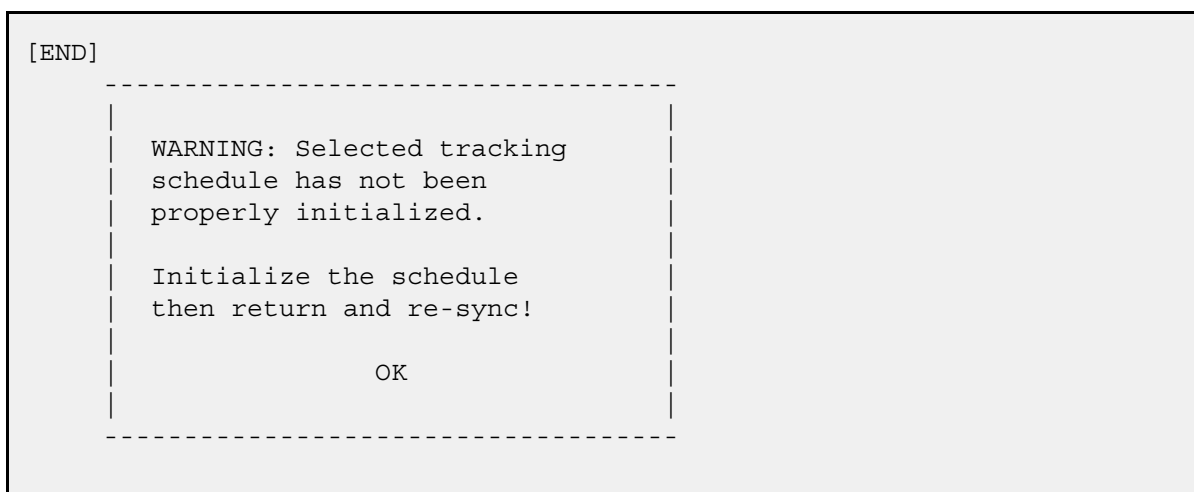 [END]
------------------------------------
| |
| WARNING: Selected tracking |
| schedule has not been |
| properly initialized. |
| |
| Initialize the schedule |
| then return and re-sync! |
| |
| OK |
| |
------------------------------------